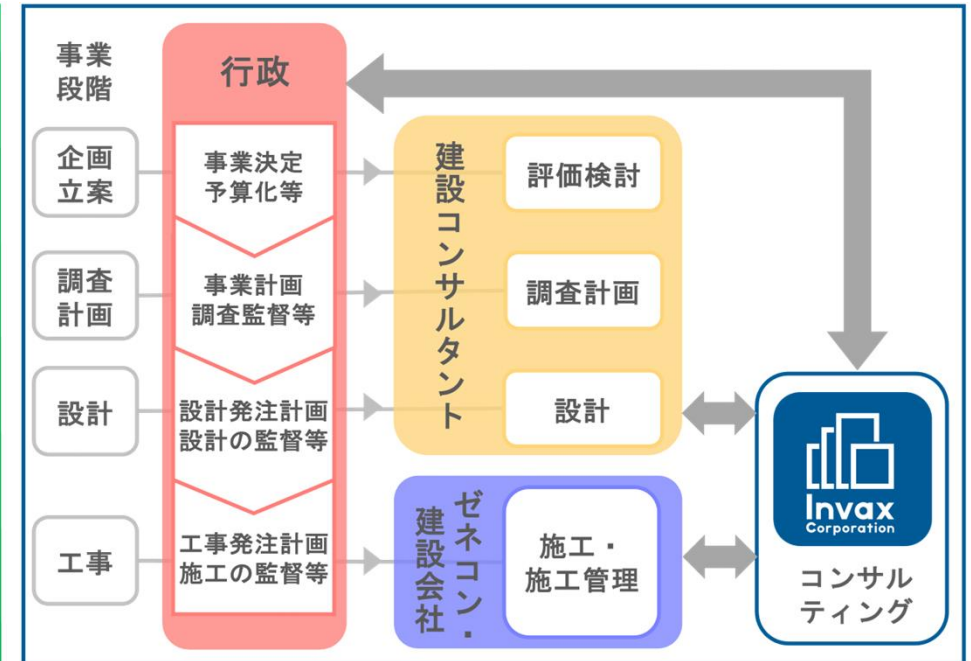 事業
段階
行政
企画
立案
事業決定
予算化等
建設コンサルタント
評価検討
調査
計画
事業計画
調査監督等
調査計画
設計
設計発注計画
設計の監督等
設計
工事
工事発注計画
施工の監督等
ゼネコン・
建設会社
施工・
施工管理
Invax
Corporation
コンサル
ティング